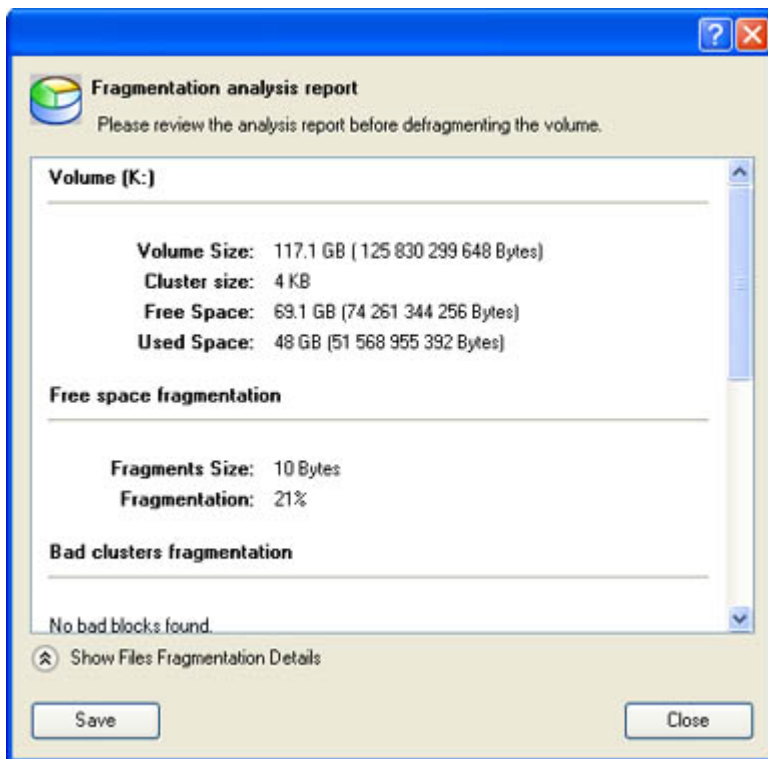 Fragmentation analysis report
Please review the analysis report before defragmenting the volume.
Volume (K:)
Volume Size: 117.1 GB ( 125 830 299 648 Bytes)
Cluster size: 4 KB
Free Space: 69.1 GB (74 261 344 256 Bytes)
Used Space: 48 GB (51 568 955 392 Bytes)
Free space fragmentation
Fragments Size: 10 Bytes
Fragmentation: 21%
Bad clusters fragmentation
No bad blocks found.
Show Files Fragmentation Details
Save Close